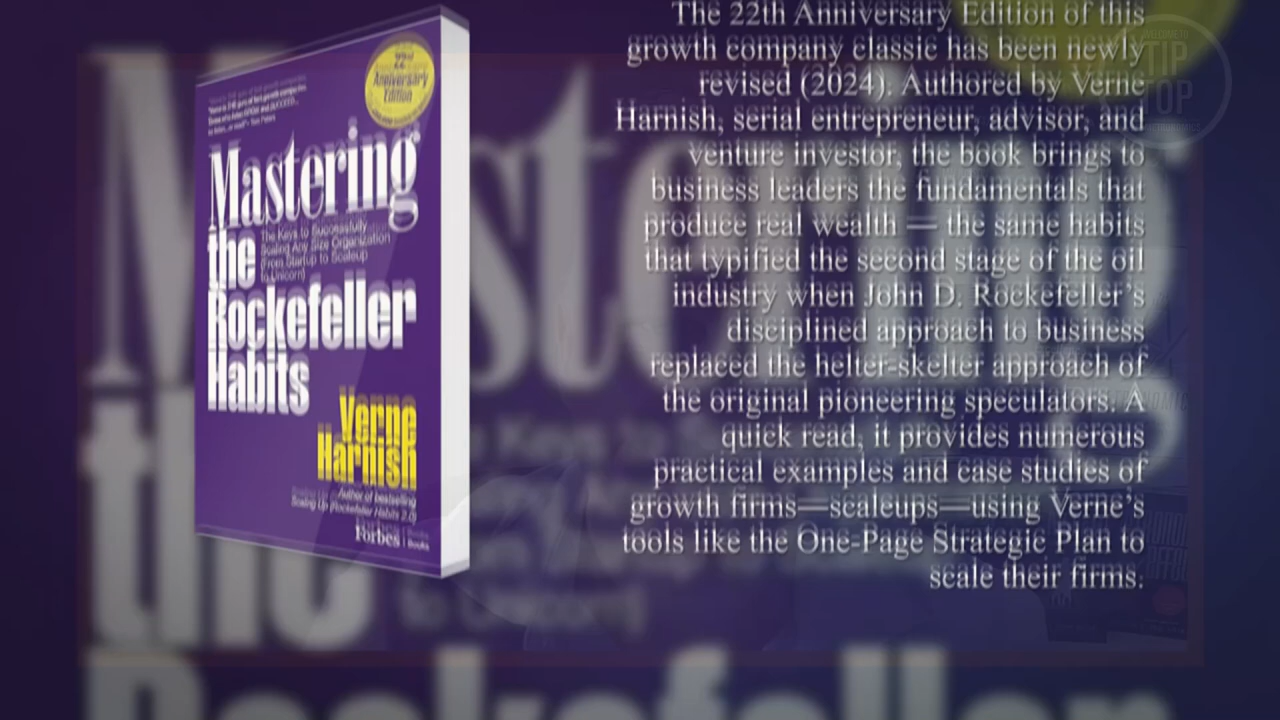 22nd
Anniversary
Edition
Mastering
the
The Keys to Successfully
Scaling Any Size Organization
(From Startup to Scaleup
to Unicorn)
Rockefeller
Habits
Verne
Harnish
Author of bestselling
Scaling Up (Rockefeller Habits 2.0)
Forbes | Books
The 22th Anniversary Edition of this
growth company classic has been newly
revised (2024). Authored by Verne
Harnish, serial entrepreneur, advisor, and
venture investor, the book brings to
business leaders the fundamentals that
produce real wealth — the same habits
that typified the second stage of the oil
industry when John D. Rockefeller’s
disciplined approach to business
replaced the helter-skelter approach of
the original pioneering speculators. A
quick read, it provides numerous
practical examples and case studies of
growth firms—scaleups—using Verne’s
tools like the One-Page Strategic Plan to
scale their firms.
TIP
TOP